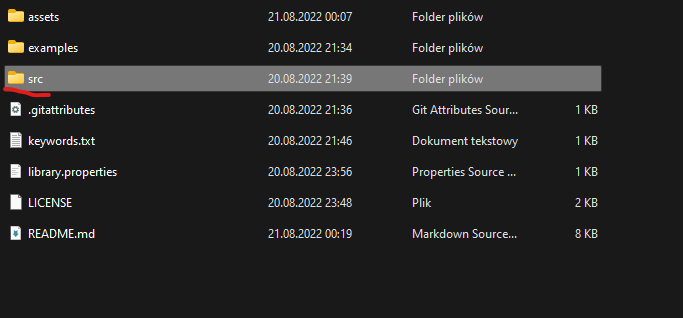 assets 21.08.2022 00:07 Folder plików
examples 20.08.2022 21:34 Folder plików
src 20.08.2022 21:39 Folder plików
.gitattributes 20.08.2022 21:36 Git Attributes Sour... 1 KB
keywords.txt 20.08.2022 21:46 Dokument tekstowy 1 KB
library.properties 20.08.2022 23:56 Properties Source ... 1 KB
LICENSE 20.08.2022 23:48 Plik 2 KB
README.md 21.08.2022 00:19 Markdown Source... 8 KB